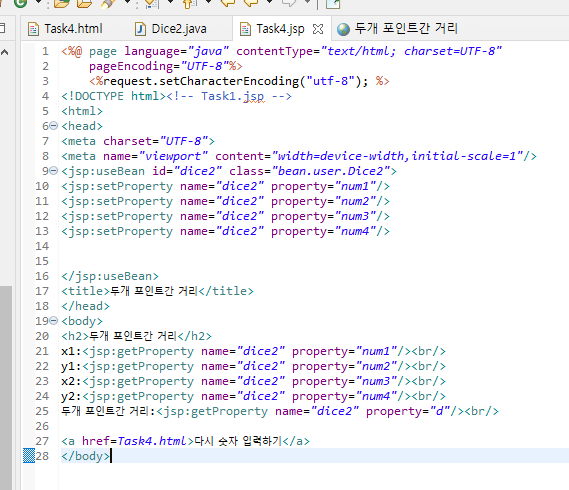 Task4.html
Dice2.java
Task4.jsp
두개 포인트간 거리
1 <%@ page language="java" contentType="text/html; charset=UTF-8"
2 pageEncoding="UTF-8"%>
3 <%request.setCharacterEncoding("utf-8"); %>
4 <!DOCTYPE html><!-- Task1.jsp -->
5 <html>
6 <head>
7 <meta charset="UTF-8">
8 <meta name="viewport" content="width=device-width,initial-scale=1"/>
9 <jsp:useBean id="dice2" class="bean.user.Dice2">
10 <jsp:setProperty name="dice2" property="num1"/>
11 <jsp:setProperty name="dice2" property="num2"/>
12 <jsp:setProperty name="dice2" property="num3"/>
13 <jsp:setProperty name="dice2" property="num4"/>
14
15
16 </jsp:useBean>
17 <title>두개 포인트간 거리</title>
18 </head>
19 <body>
20 <h2>두개 포인트간 거리</h2>
21 x1:<jsp:getProperty name="dice2" property="num1"/><br/>
22 y1:<jsp:getProperty name="dice2" property="num2"/><br/>
23 x2:<jsp:getProperty name="dice2" property="num3"/><br/>
24 y2:<jsp:getProperty name="dice2" property="num4"/><br/>
25 두개 포인트간 거리:<jsp:getProperty name="dice2" property="d"/><br/>
26
27 <a href=Task4.html>다시 숫자 입력하기</a>
28 </body>